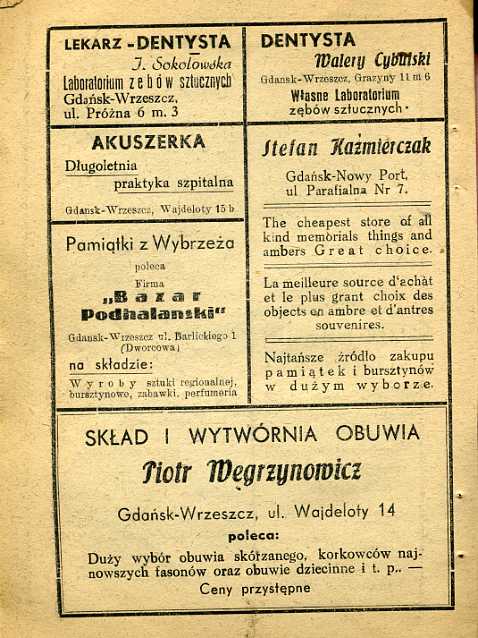 LEKARZ - DENTYSTA
J. Sokolowska
Laboratorium zębów sztucznych
Gdańsk-Wrzeszcz,
ul. Próżna 6 m. 3
DENTYSTA
Walery Cybulski
Gdańsk-Wrzeszcz, Grażyny 11 m 6
Własne Laboratorium
zębów sztucznych
AKUSZERKA
Długoletnia
praktyka szpitalna
Gdańsk-Wrzeszcz, Wajdeloty 15 b
Stefan Kaźmierczak
Gdańsk-Nowy Port,
ul. Parafialna Nr 7.
The cheapest store of all
kind memorials things and
ambers Great choice.
La meilleure source d'achàt
et le plus grant choix des
objects en ambre et d'antres
souvenires.
Najtańsze źródło zakupu
pamiątek i bursztynów
w dużym wyborze.
Pamiątki z Wybrzeża
poleca
Firma
„Bazar
Podhalański"
Gdańsk-Wrzeszcz ul. Barlickiego 1
(Dworcowa)
na składzie:
Wyroby sztuki regionalnej,
bursztynowe, zabawki, perfumeria
SKŁAD I WYTWÓRNIA OBUWIA
Piotr Węgrzynowicz
Gdańsk-Wrzeszcz, ul. Wajdeloty 14
poleca:
Duży wybór obuwia skórzanego, korkowców naj-
nowszych fasonów oraz obuwie dziecinne i t. p.. —
Ceny przystępne